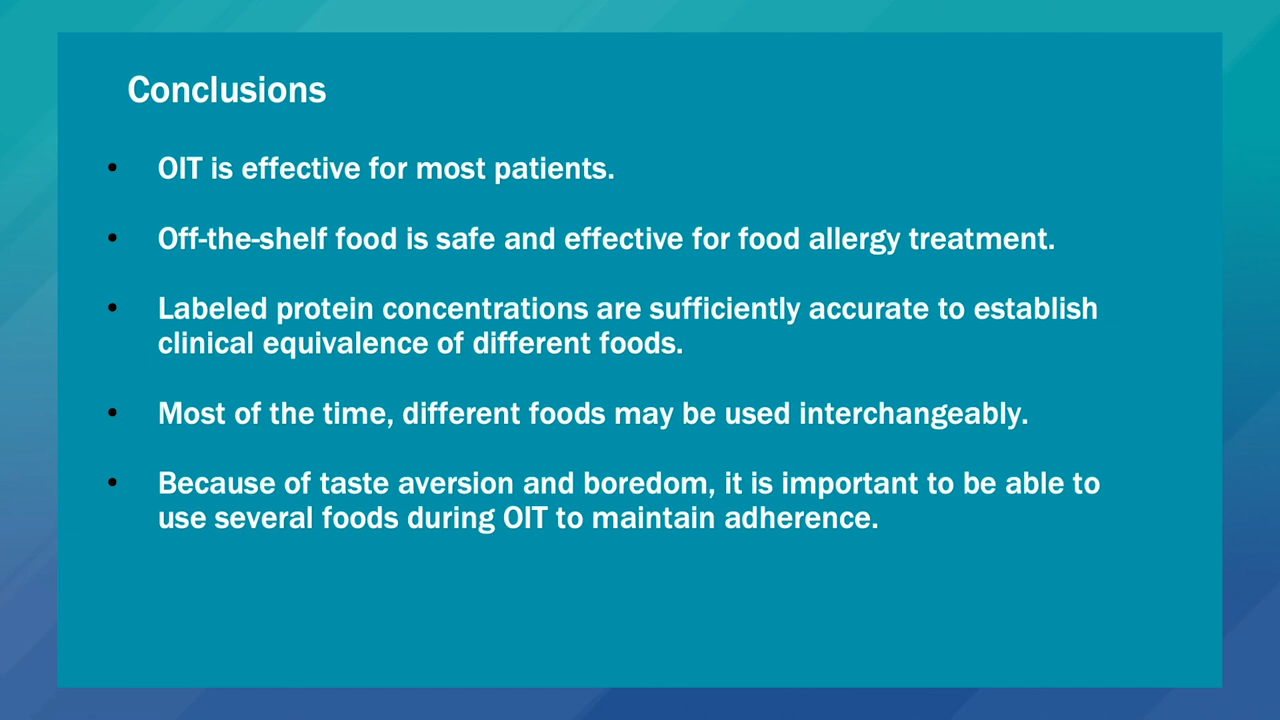 Conclusions
• OIT is effective for most patients.
• Off-the-shelf food is safe and effective for food allergy treatment.
• Labeled protein concentrations are sufficiently accurate to establish
clinical equivalence of different foods.
• Most of the time, different foods may be used interchangeably.
• Because of taste aversion and boredom, it is important to be able to
use several foods during OIT to maintain adherence.